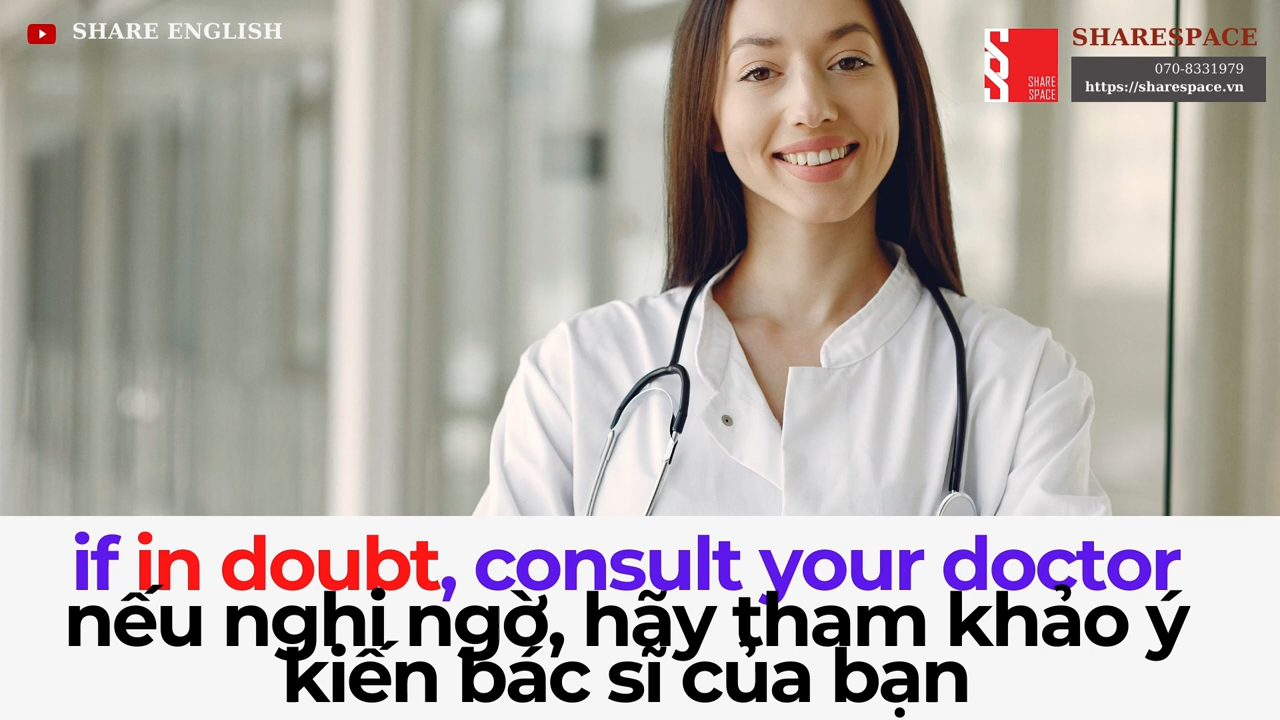 SHARE ENGLISH
SHARE
SPACE
SHARESPACE
070-8331979
https://sharespace.vn
if in doubt, consult your doctor
nếu nghi ngờ, hãy tham khảo ý
kiến bác sĩ của bạn